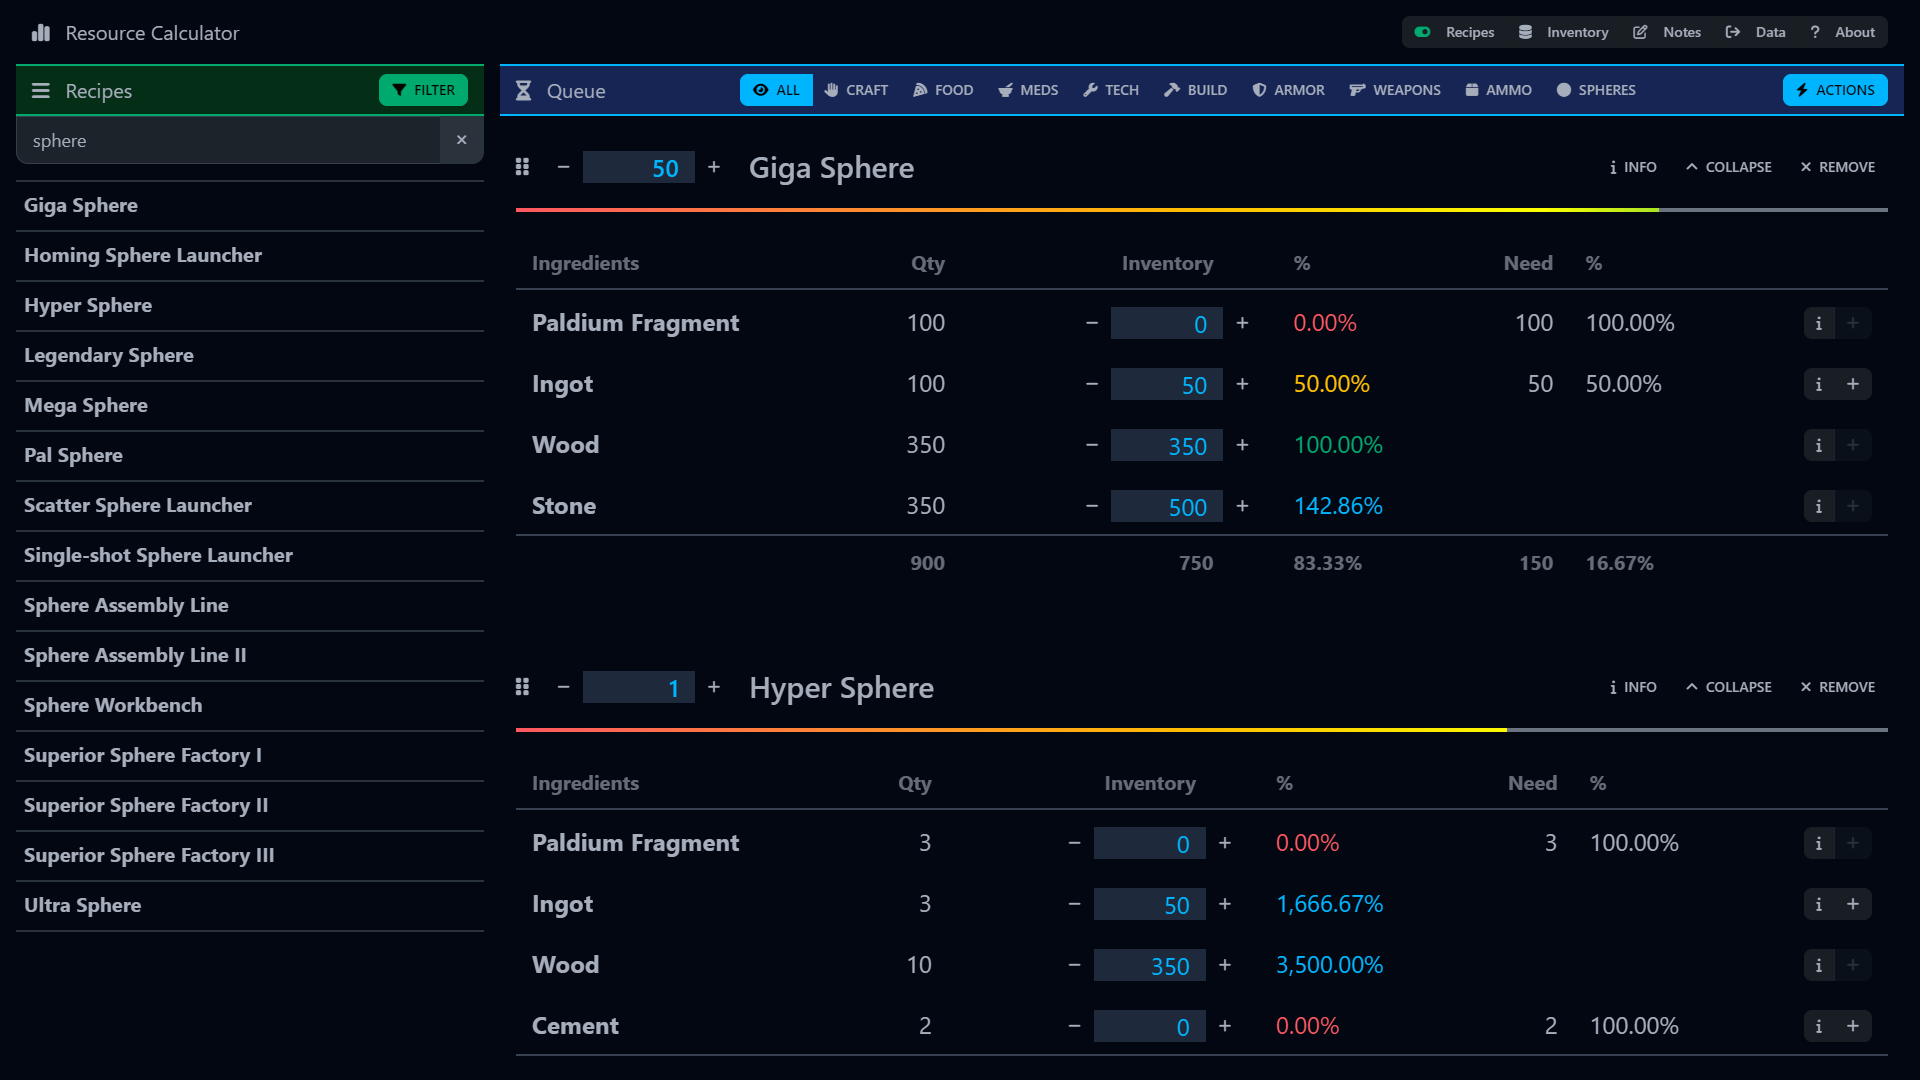 Resource Calculator
Recipes Inventory Notes Data ? About
Recipes FILTER
sphere ×
Giga Sphere
Homing Sphere Launcher
Hyper Sphere
Legendary Sphere
Mega Sphere
Pal Sphere
Scatter Sphere Launcher
Single-shot Sphere Launcher
Sphere Assembly Line
Sphere Assembly Line II
Sphere Workbench
Superior Sphere Factory I
Superior Sphere Factory II
Superior Sphere Factory III
Ultra Sphere
Queue ALL CRAFT FOOD MEDS TECH BUILD ARMOR WEAPONS AMMO SPHERES ACTIONS
− 50 + Giga Sphere i INFO COLLAPSE × REMOVE
Ingredients Qty Inventory % Need %
Paldium Fragment 100 − 0 + 0.00% 100 100.00% i +
Ingot 100 − 50 + 50.00% 50 50.00% i +
Wood 350 − 350 + 100.00% i +
Stone 350 − 500 + 142.86% i +
900 750 83.33% 150 16.67%
− 1 + Hyper Sphere i INFO COLLAPSE × REMOVE
Ingredients Qty Inventory % Need %
Paldium Fragment 3 − 0 + 0.00% 3 100.00% i +
Ingot 3 − 50 + 1,666.67% i +
Wood 10 − 350 + 3,500.00% i +
Cement 2 − 0 + 0.00% 2 100.00% i +